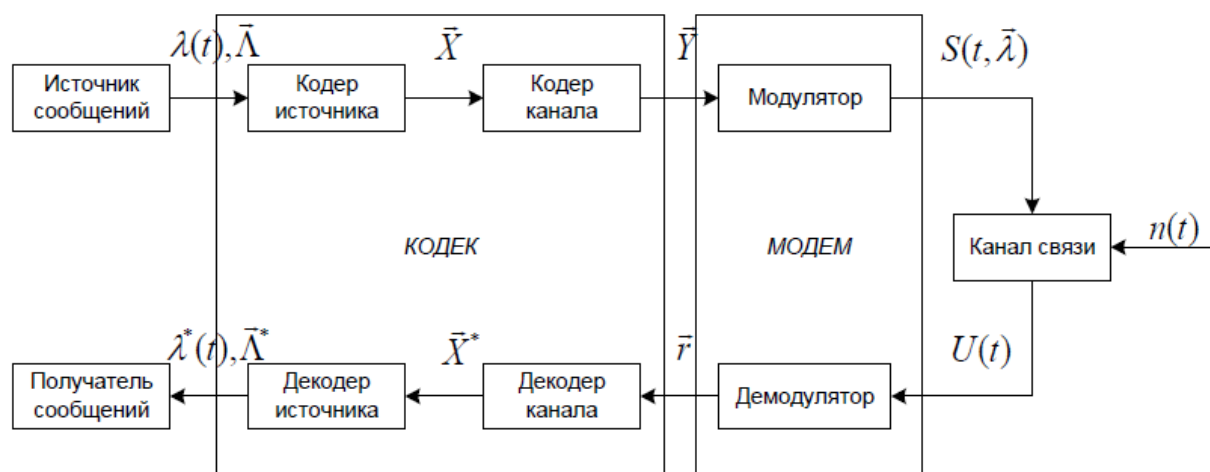 λ(t), Λ⃗
X⃗
Y⃗
S(t, λ⃗)
Источник
сообщений
Кодер
источника
Кодер
канала
Модулятор
КОДЕК
МОДЕМ
Канал связи
n(t)
λ*(t), Λ⃗*
X⃗*
r⃗
U(t)
Получатель
сообщений
Декодер
источника
Декодер
канала
Демодулятор